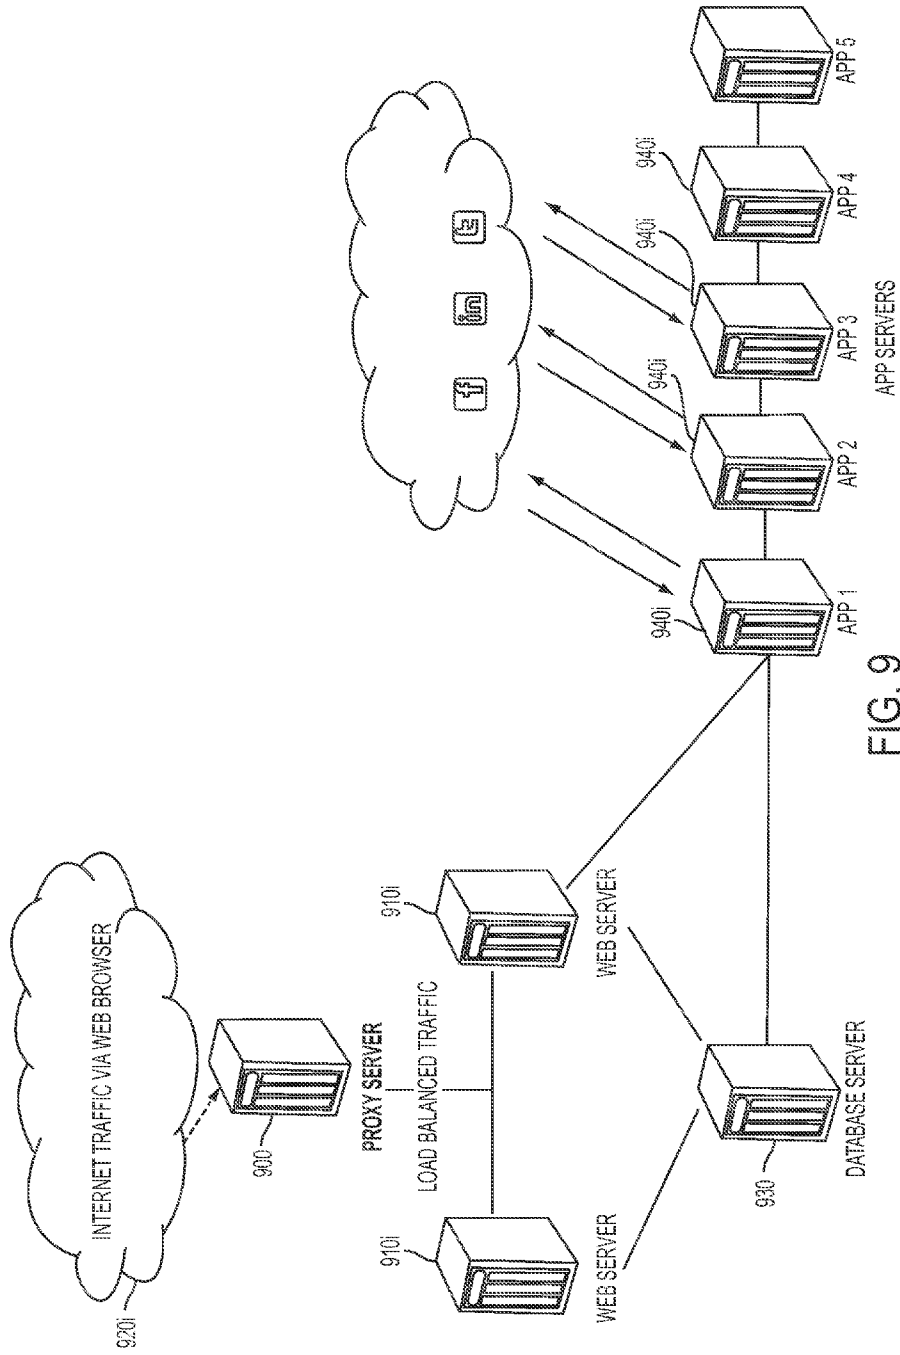 INTERNET TRAFFIC VIA WEB BROWSER
920i
900
PROXY SERVER
LOAD BALANCED TRAFFIC
910i
WEB SERVER
910i
WEB SERVER
930
DATABASE SERVER
f
in
t
940i
APP 1
940i
APP 2
940i
APP 3
940i
APP 4
APP 5
APP SERVERS
FIG. 9